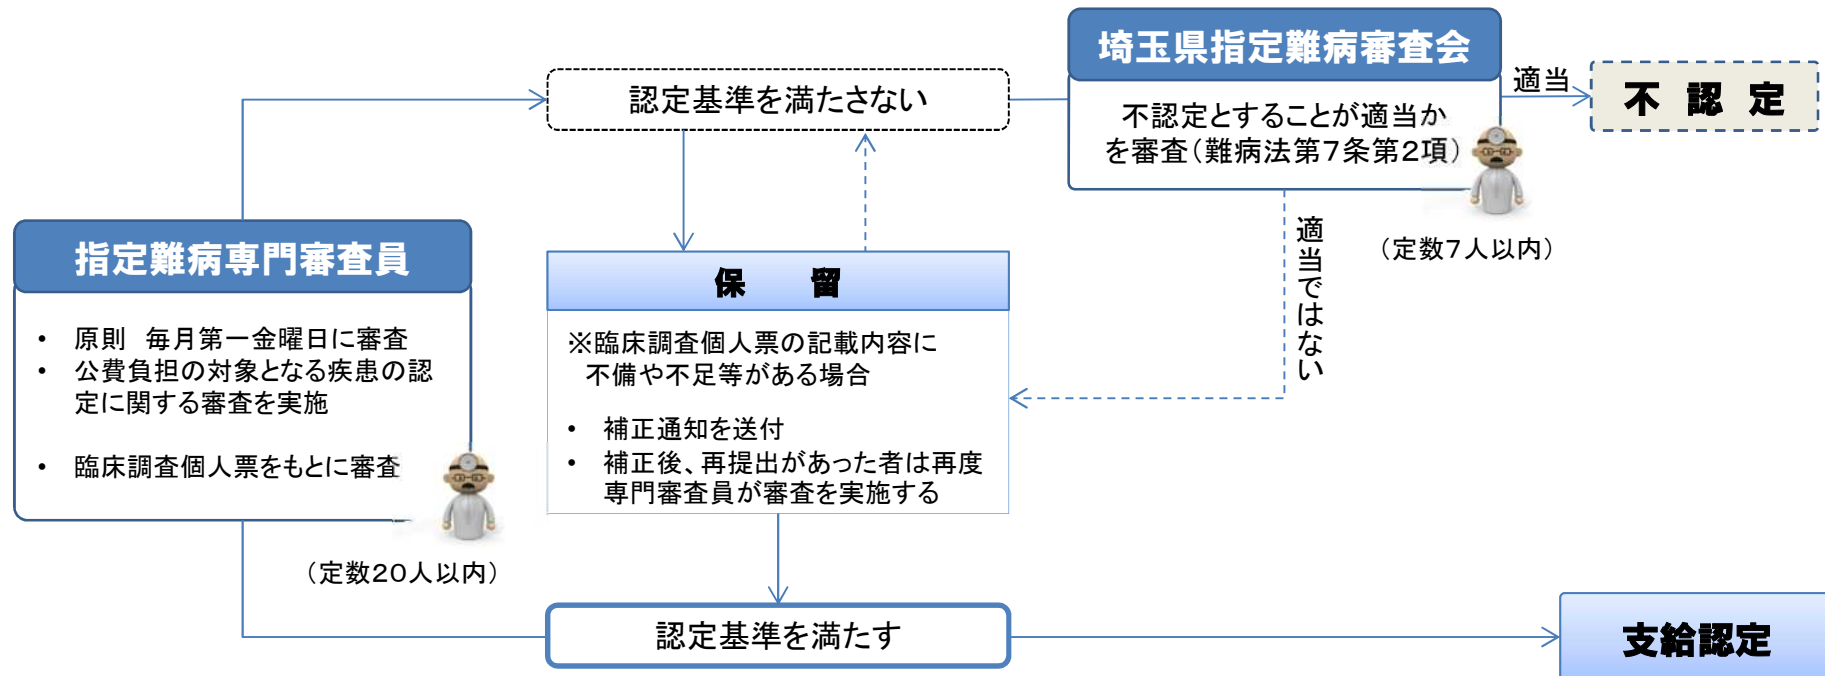 埼玉県指定難病審査会
不認定とすることが適当か
を審査(難病法第7条第2項)
(定数7人以内)
適当
不 認 定
適当ではない
認定基準を満たさない
指定難病専門審査員
• 原則 毎月第一金曜日に審査
• 公費負担の対象となる疾患の認
定に関する審査を実施
• 臨床調査個人票をもとに審査
(定数20人以内)
保 留
※臨床調査個人票の記載内容に
不備や不足等がある場合
• 補正通知を送付
• 補正後、再提出があった者は再度
専門審査員が審査を実施する
認定基準を満たす
支給認定